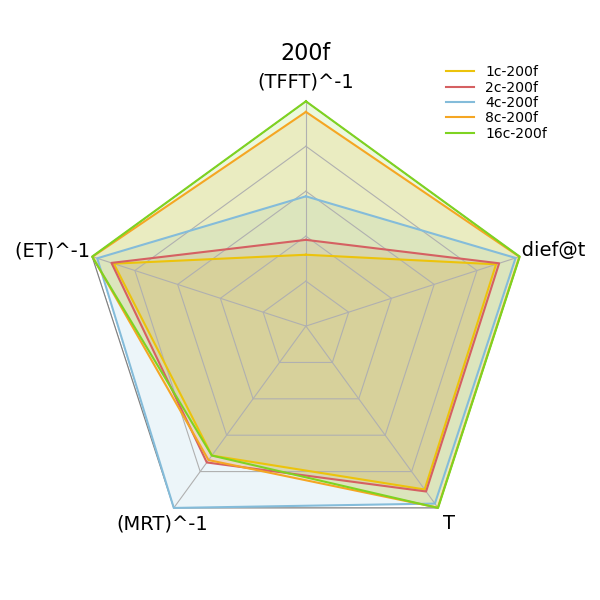 200f
(TFFT)^-1
1c-200f
2c-200f
4c-200f
8c-200f
16c-200f
(ET)^-1
dief@t
(MRT)^-1
T